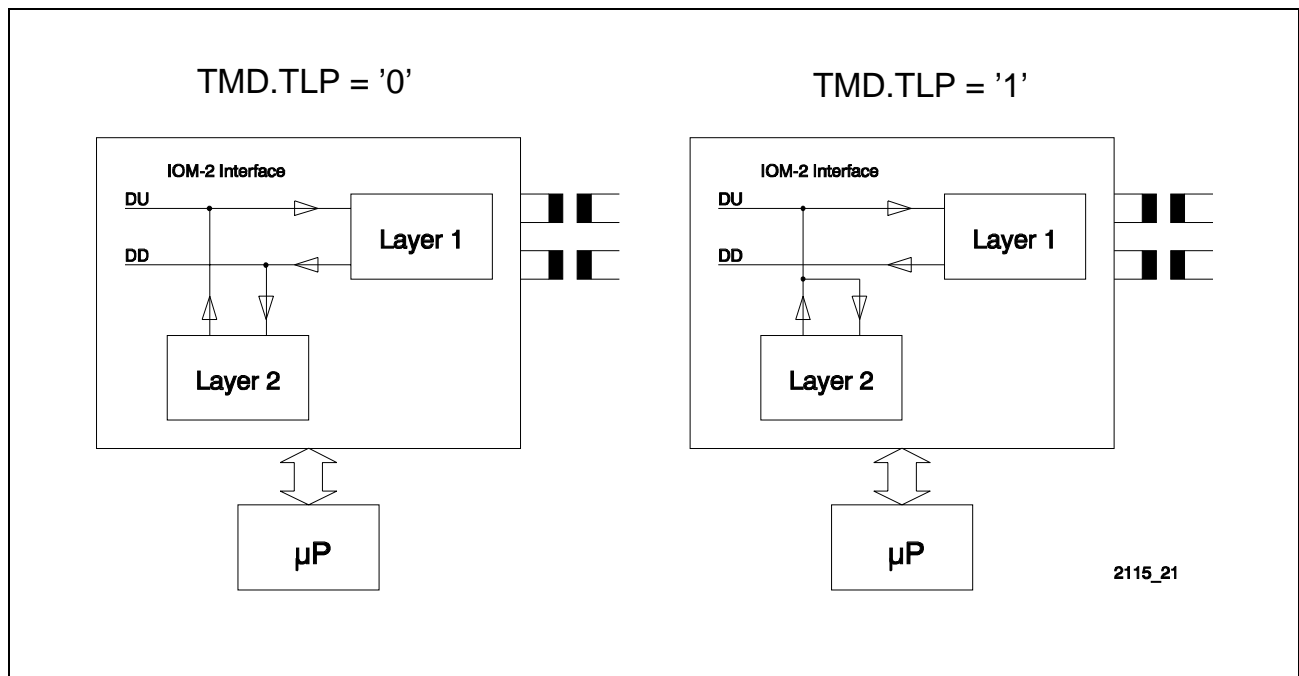 TMD.TLP = ’0’
IOM-2 Interface
DU
Layer 1
DD
Layer 2
µP
TMD.TLP = ’1’
IOM-2 Interface
DU
Layer 1
DD
Layer 2
µP
2115_21